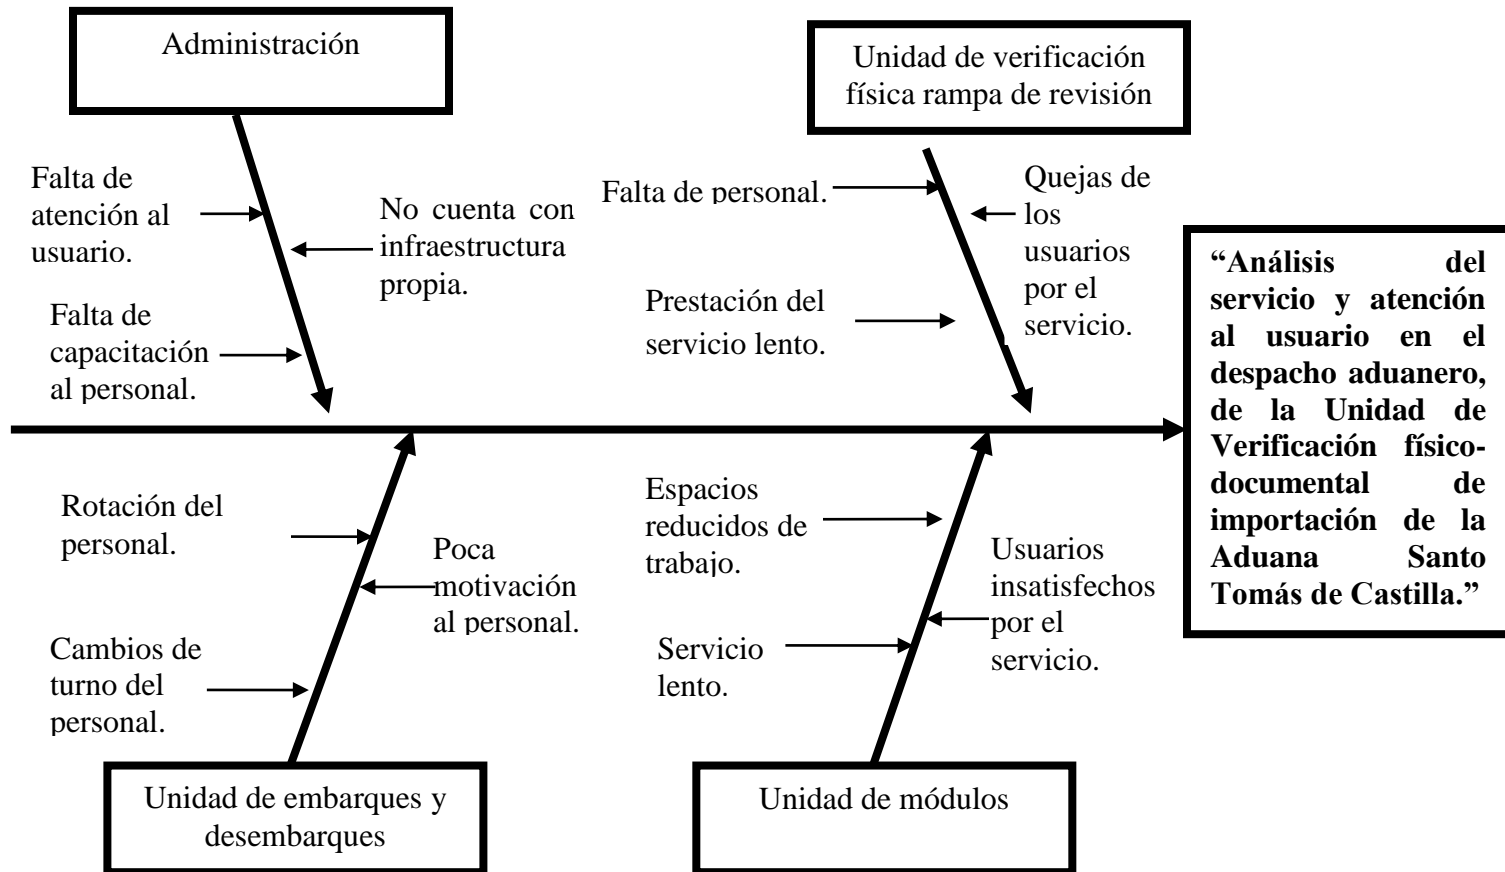 Administración
Unidad de verificación
física rampa de revisión
Falta de
atención al
usuario.
No cuenta con
infraestructura
propia.
Falta de
capacitación
al personal.
Falta de personal.
Quejas de
los
usuarios
por el
servicio.
Prestación del
servicio lento.
“Análisis del
servicio y atención
al usuario en el
despacho aduanero,
de la Unidad de
Verificación físico-
documental de
importación de la
Aduana Santo
Tomás de Castilla.”
Rotación del
personal.
Poca
motivación
al personal.
Cambios de
turno del
personal.
Espacios
reducidos de
trabajo.
Usuarios
insatisfechos
por el
servicio.
Servicio
lento.
Unidad de embarques y
desembarques
Unidad de módulos